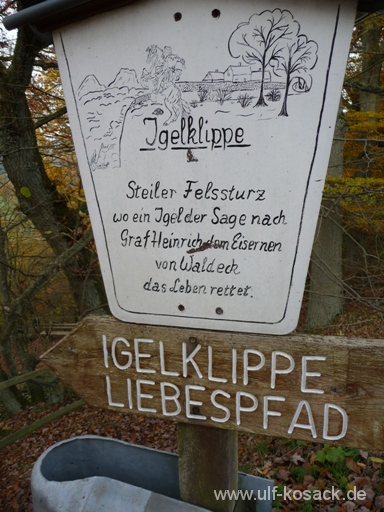 Igelklippe
Steiler Felssturz
wo ein Igel der Sage nach
Graf Heinrich dem Eisernen
von Waldeck
das Leben rettet.
IGELKLIPPE
LIEBESPFAD
www.ulf-kosack.de